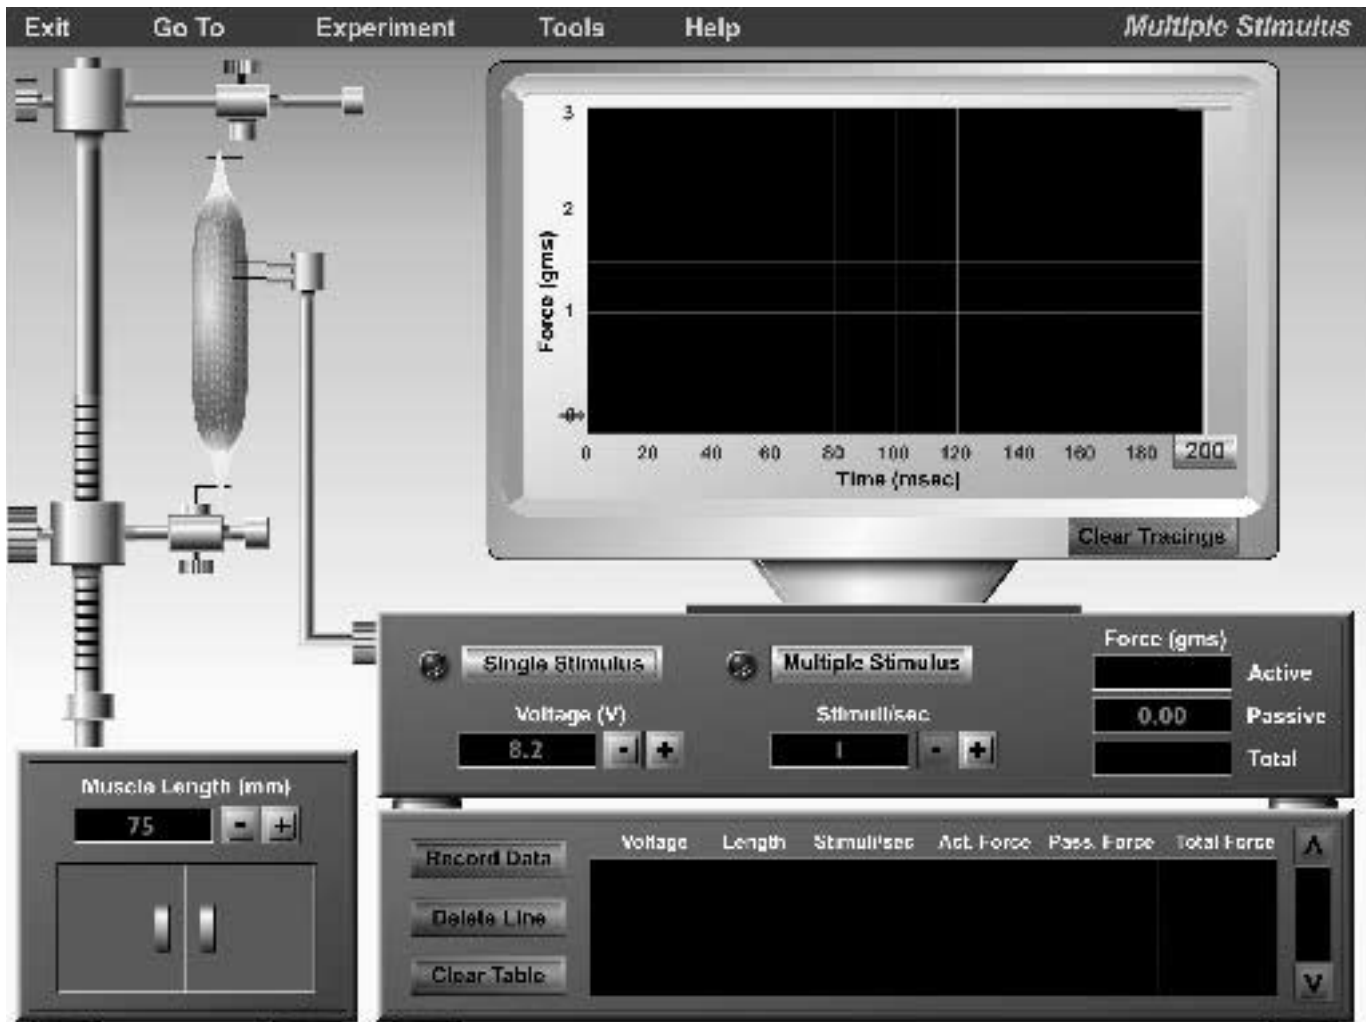 Exit Go To Experiment Tools Help Multiple Stimulus
3
2
1
0
Force (gms)
0 20 40 60 80 100 120 140 160 180 200
Time (msec)
Clear Tracings
Single Stimulus Multiple Stimulus
Voltage (V) Stimuli/sec
8.2 - + 1 - +
Force (gms)
Active
0.00 Passive
Total
Muscle Length (mm)
75 - +
Voltage Length Stimuli/sec Act. Force Pass. Force Total Force
Record Data
Delete Line
Clear Table